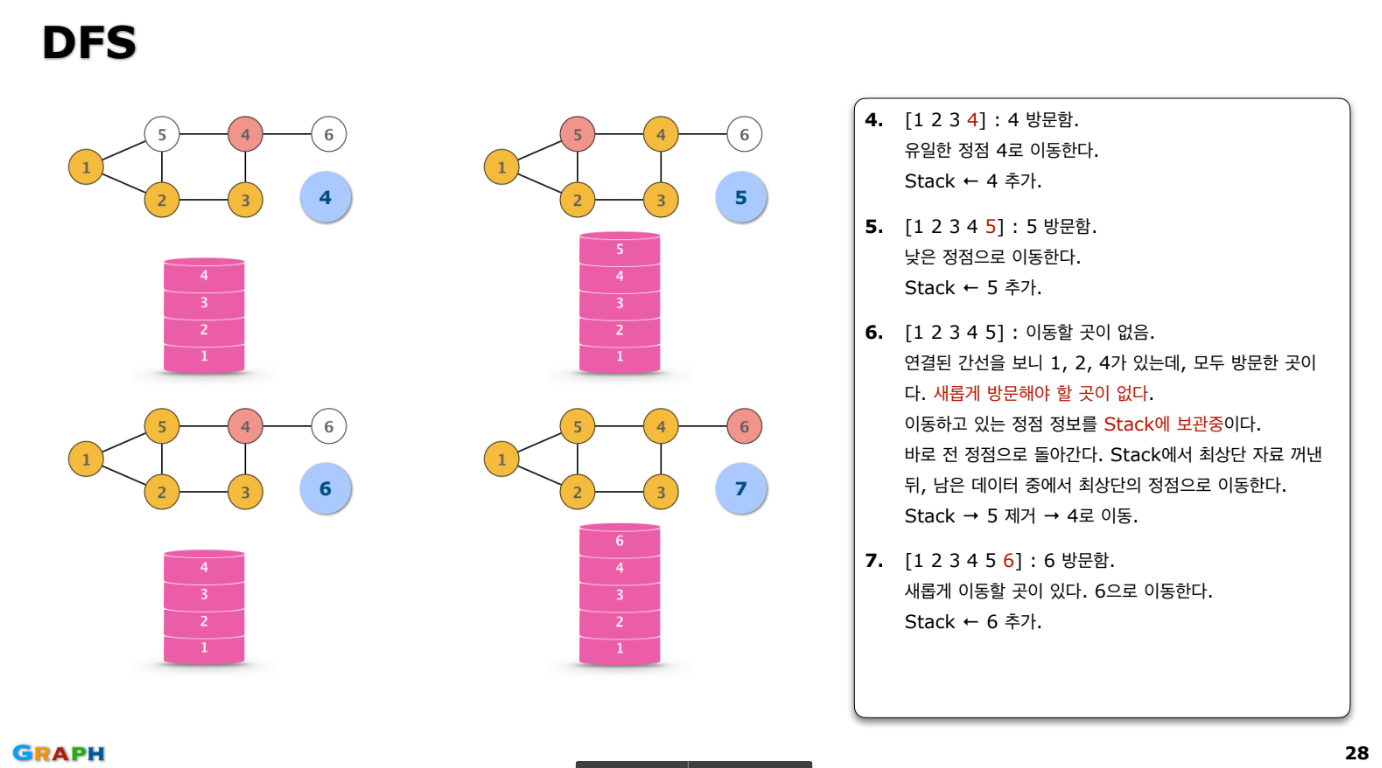 DFS
5
4
6
1
2
3
4
4
3
2
1
5
4
6
1
2
3
5
5
4
3
2
1
5
4
6
1
2
3
6
4
3
2
1
5
4
6
1
2
3
7
6
4
3
2
1
4. [1 2 3 4] : 4 방문함.
유일한 정점 4로 이동한다.
Stack ← 4 추가.
5. [1 2 3 4 5] : 5 방문함.
낮은 정점으로 이동한다.
Stack ← 5 추가.
6. [1 2 3 4 5] : 이동할 곳이 없음.
연결된 간선을 보니 1, 2, 4가 있는데, 모두 방문한 곳이
다. 새롭게 방문해야 할 곳이 없다.
이동하고 있는 정점 정보를 Stack에 보관중이다.
바로 전 정점으로 돌아간다. Stack에서 최상단 자료 꺼낸
뒤, 남은 데이터 중에서 최상단의 정점으로 이동한다.
Stack → 5 제거 → 4로 이동.
7. [1 2 3 4 5 6] : 6 방문함.
새롭게 이동할 곳이 있다. 6으로 이동한다.
Stack ← 6 추가.
GRAPH
28